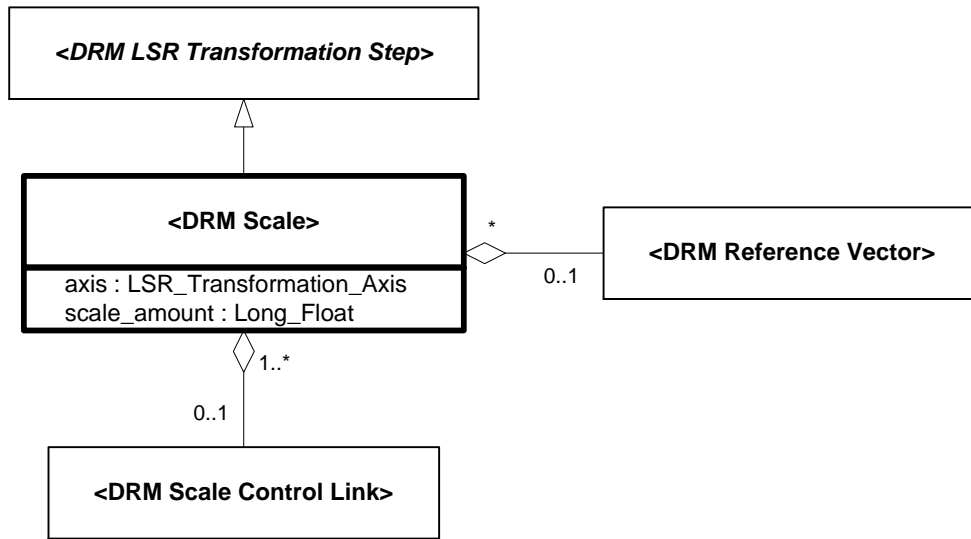 <DRM LSR Transformation Step>
<DRM Scale>
axis : LSR_Transformation_Axis
scale_amount : Long_Float
*
0..1
<DRM Reference Vector>
1..*
0..1
<DRM Scale Control Link>